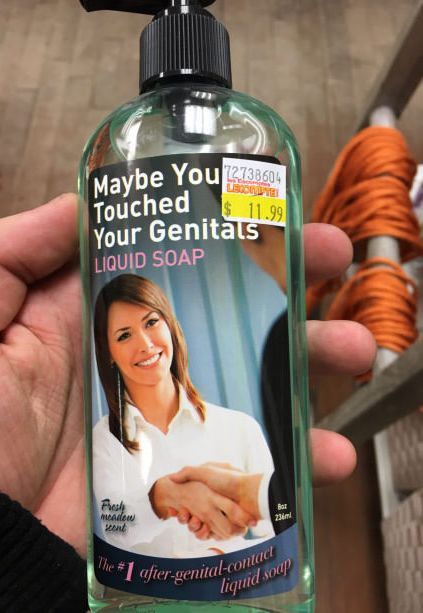 Maybe You
Touched
Your Genitals
LIQUID SOAP
72738604
$ 11.99
Fresh
meadow
scent
8oz
236ml
The #1 after-genital-contact
liquid soap